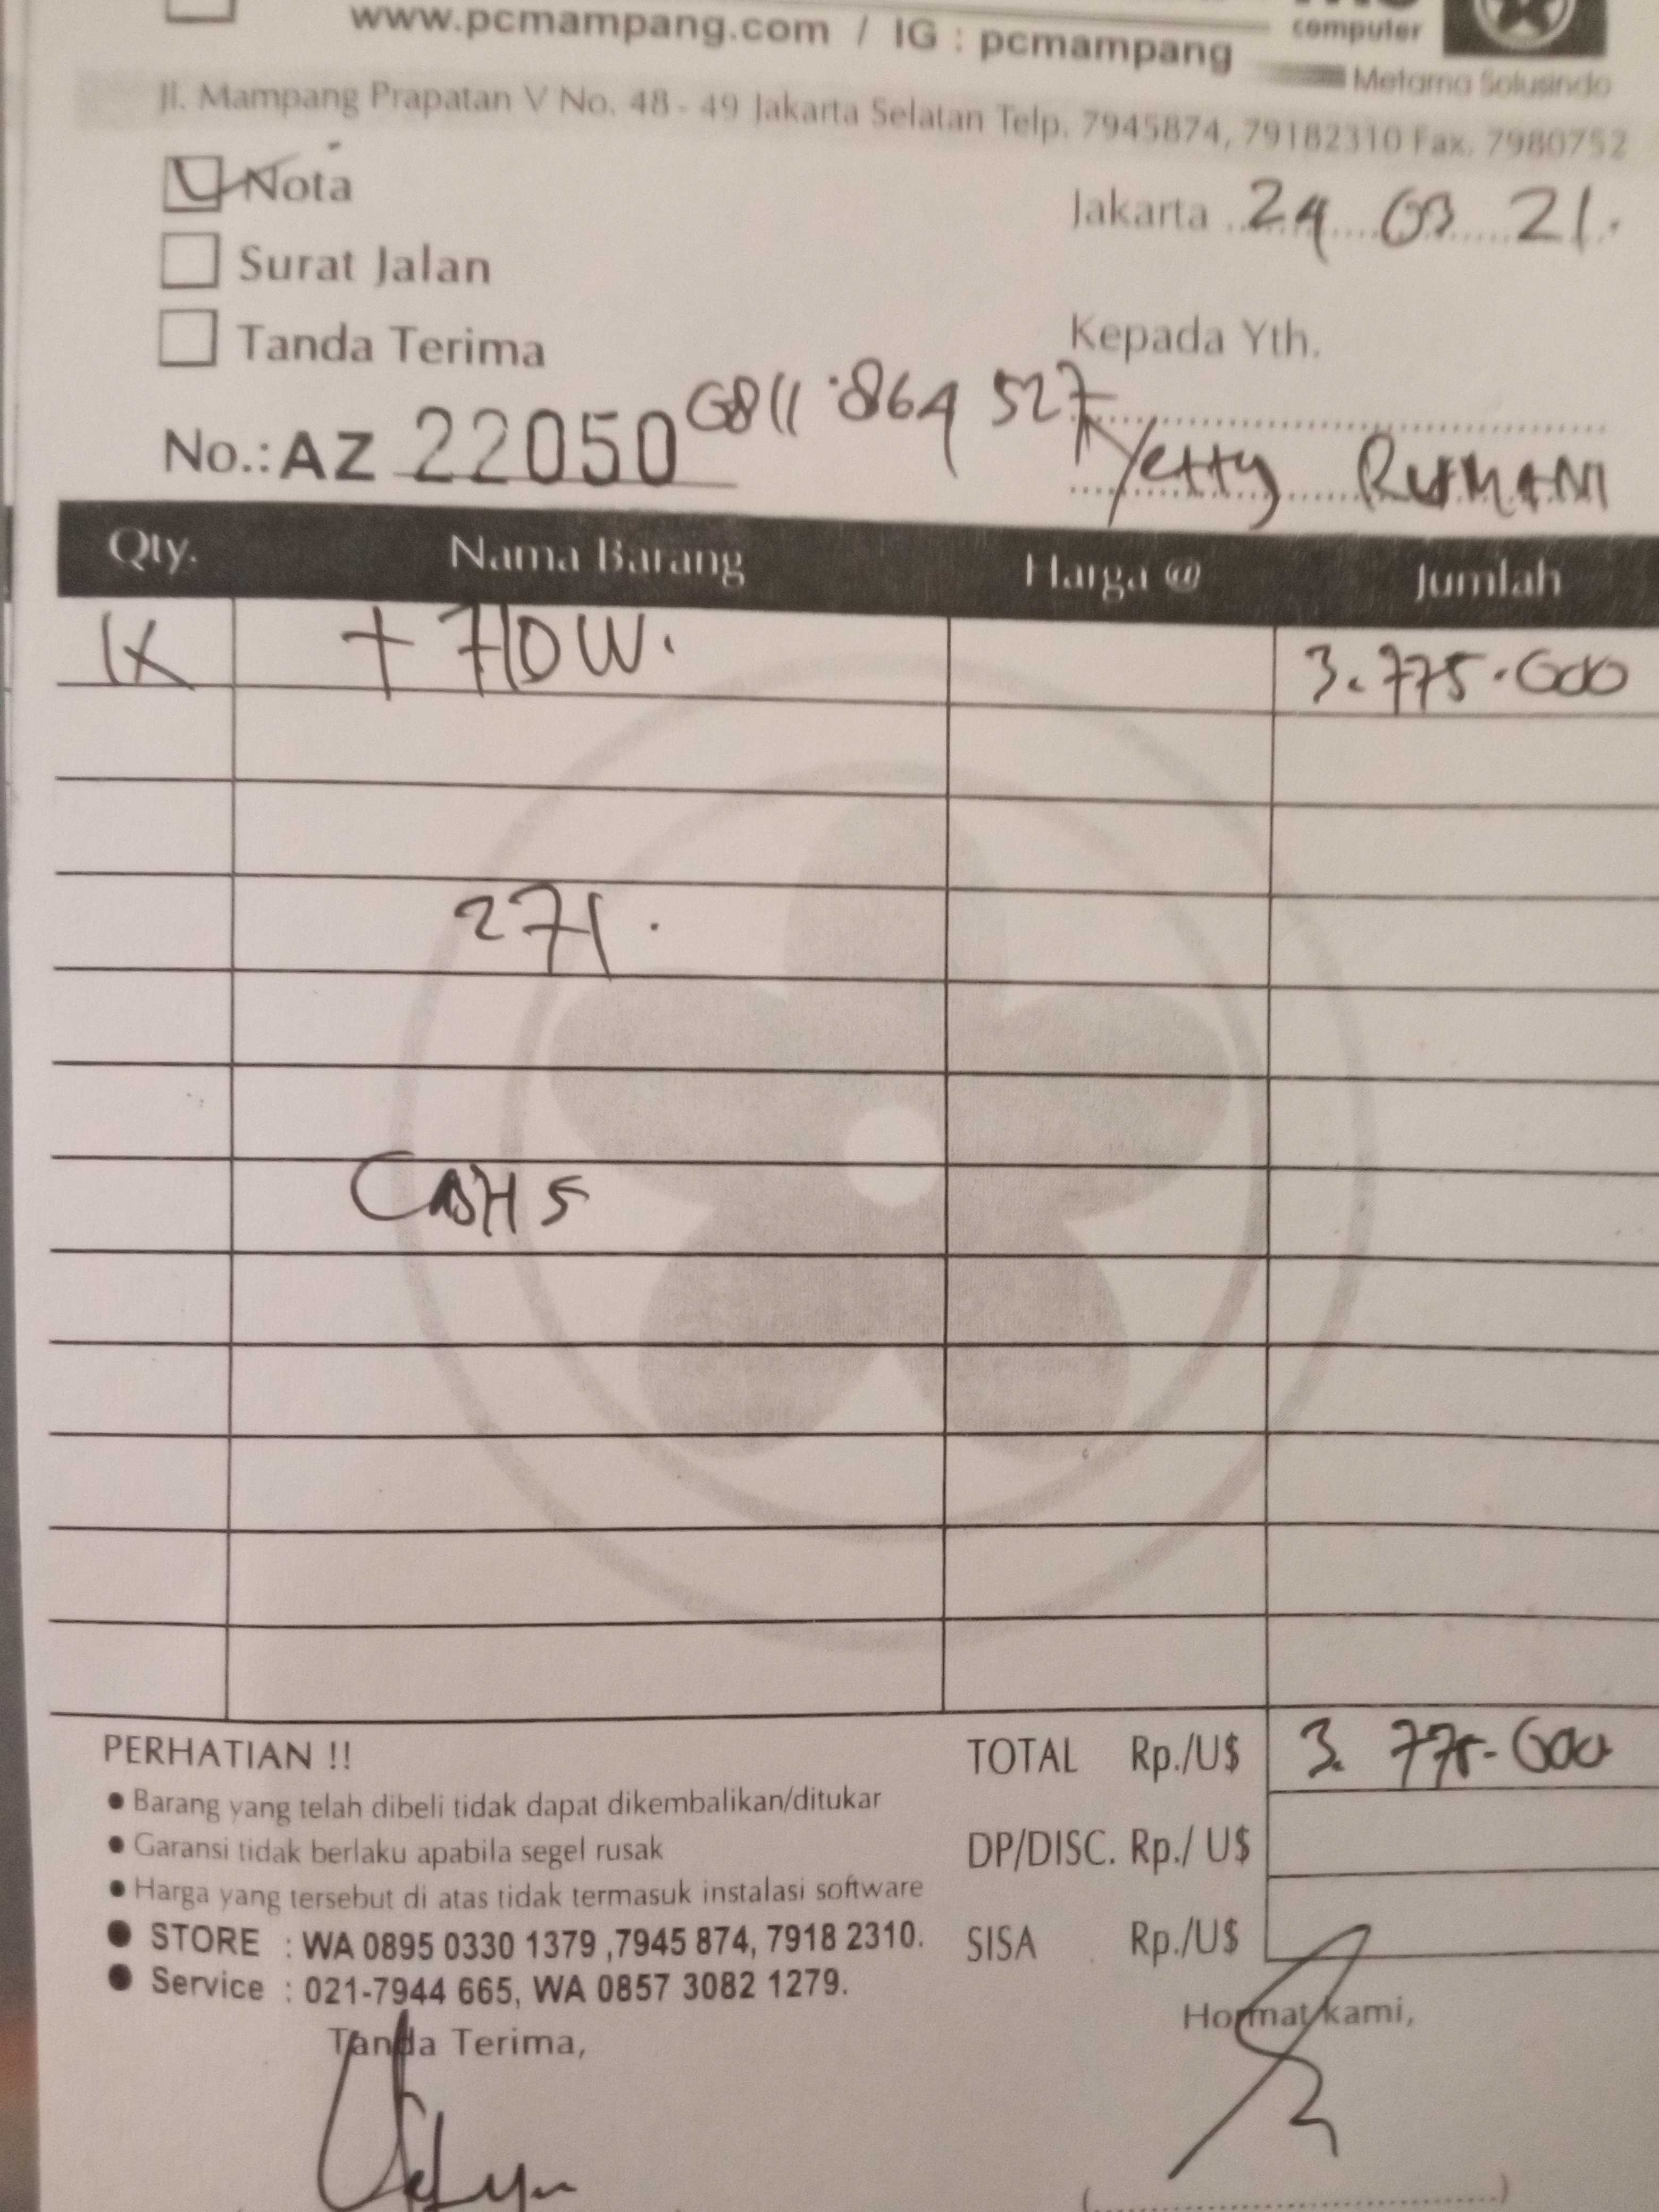 www.pcmampang.com / IG : pcmampang
computer
Metama Solusindo
Jl. Mampang Prapatan V No. 48 - 49 Jakarta Selatan Telp. 7945874, 79182310 Fax. 7980752
Nota
Jakarta 24 03 21.
Surat Jalan
Tanda Terima
Kepada Yth.
0811 864 527
No.: AZ 22050
Yetty
Qty. Nama Barang Harga @ Jumlah
1X T 710W. 3.775.000
271.
CASH 5
PERHATIAN !!
TOTAL Rp./U$ 3. 775.000
• Barang yang telah dibeli tidak dapat dikembalikan/ditukar
• Garansi tidak berlaku apabila segel rusak
DP/DISC. Rp./ U$
• Harga yang tersebut di atas tidak termasuk instalasi software
• STORE : WA 0895 0330 1379 ,7945 874, 7918 2310.
SISA Rp./U$
• Service : 021-7944 665, WA 0857 3082 1279.
Hormat kami,
Tanda Terima,